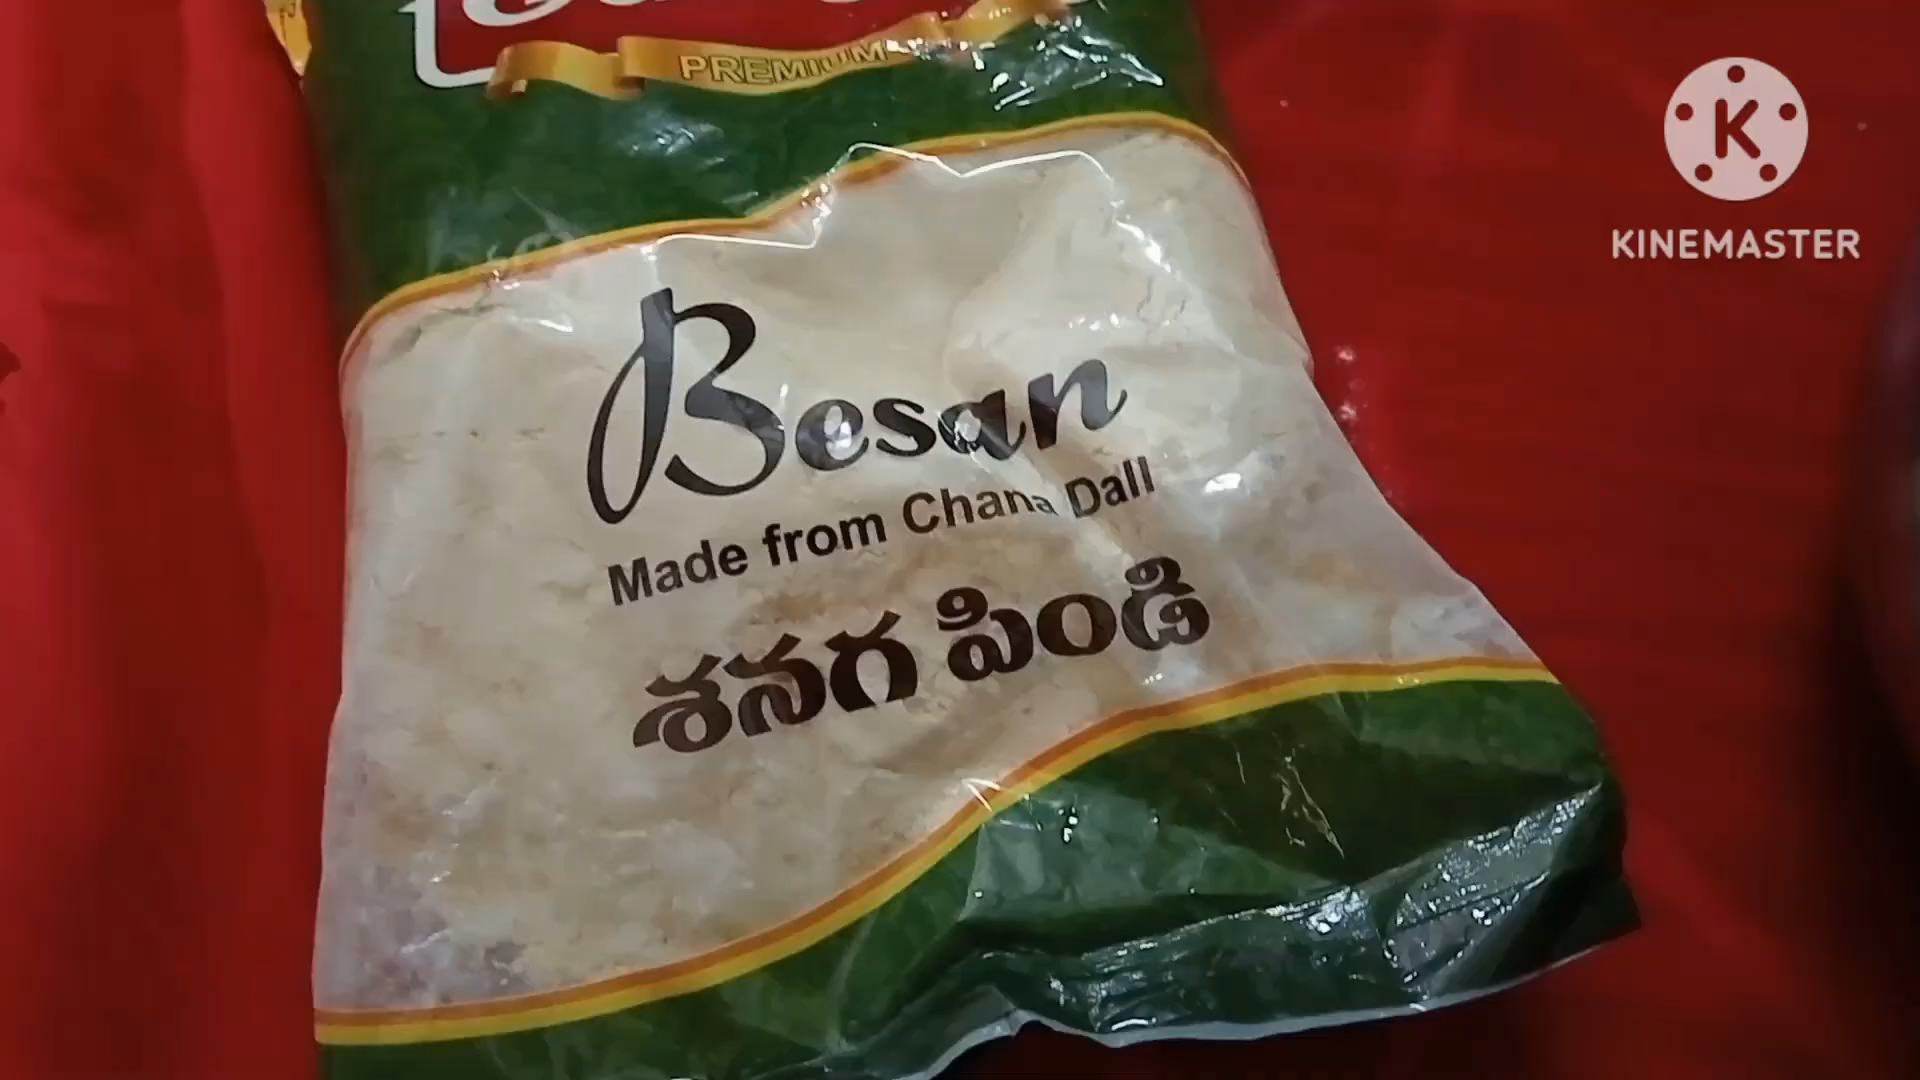 PREMIUM
Besan
Made from Chana Dall
శనగ పిండి
K
KINEMASTER